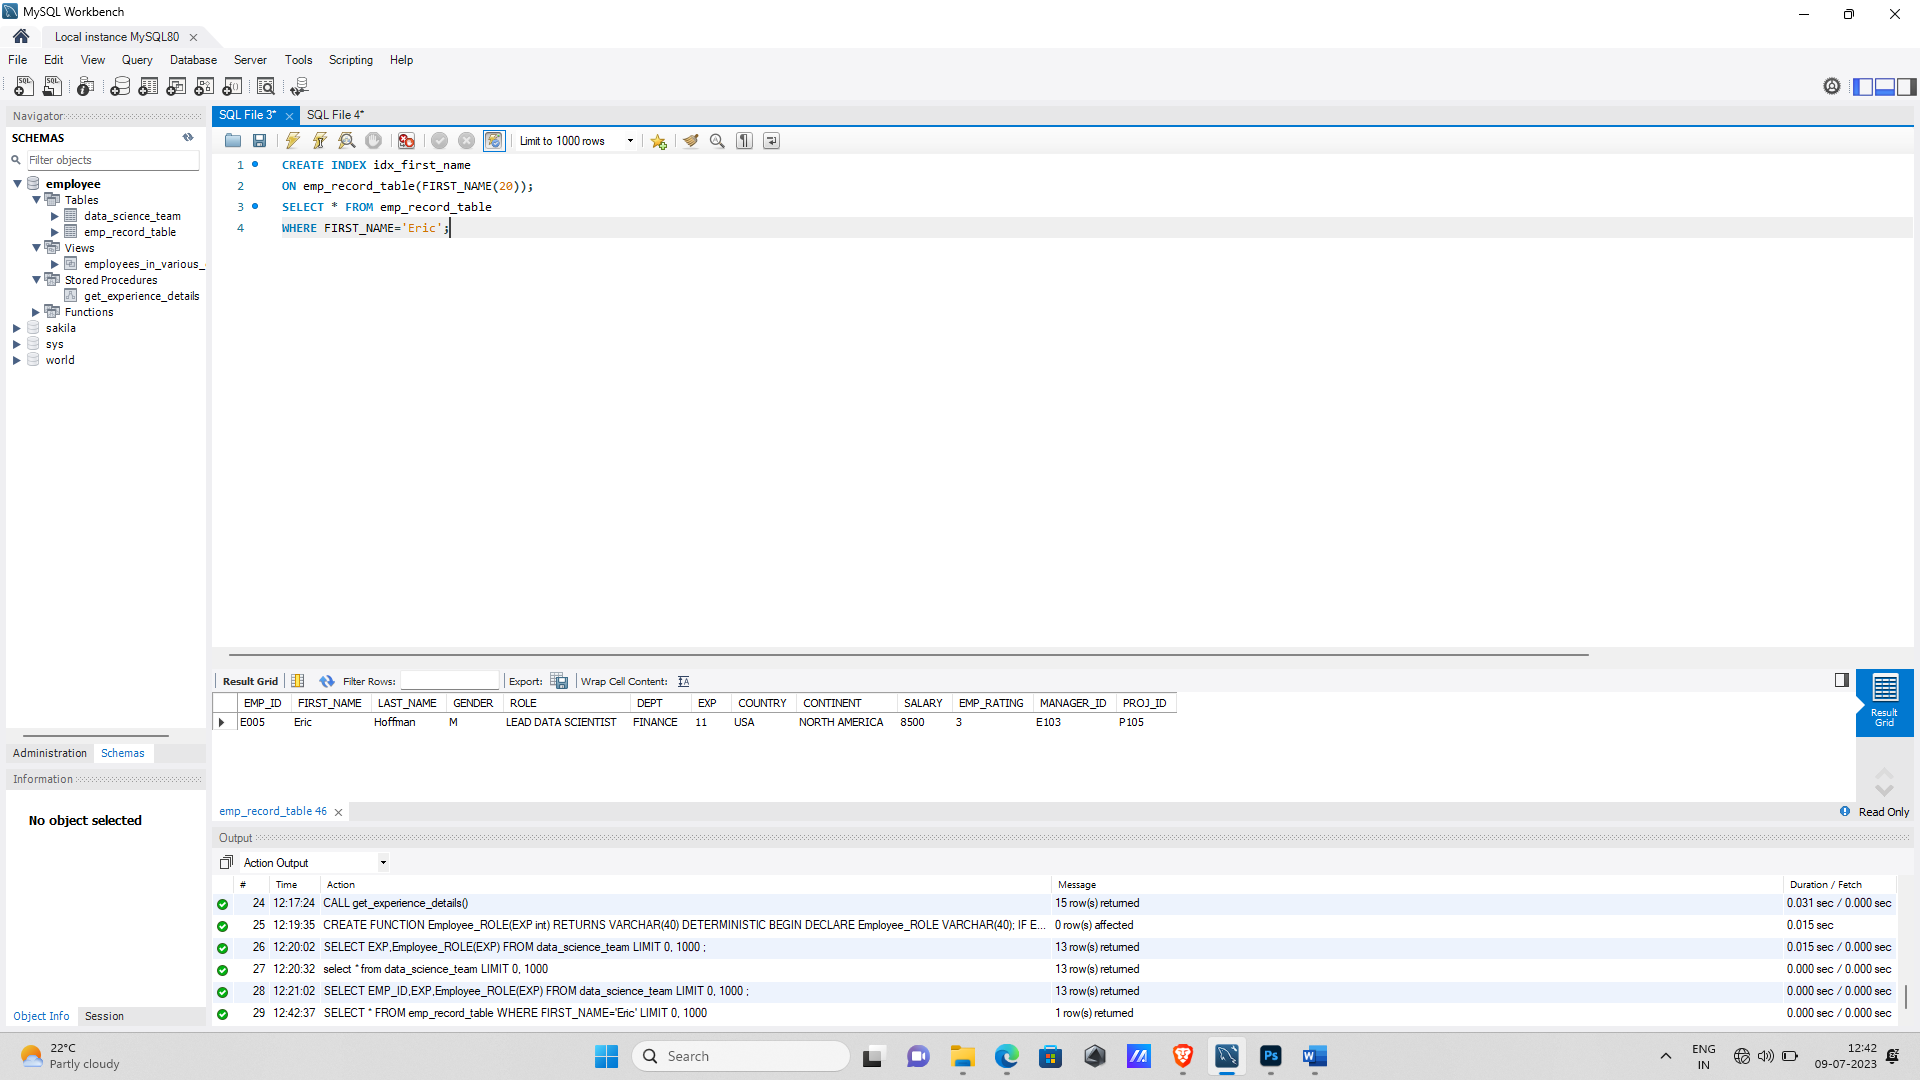 MySQL Workbench
Local instance MySQL80
File Edit View Query Database Server Tools Scripting Help
Navigator
SCHEMAS
Filter objects
employee
Tables
data_science_team
emp_record_table
Views
employees_in_various_
Stored Procedures
get_experience_details
Functions
sakila
sys
world
Administration Schemas
Information
No object selected
Object Info Session
SQL File 3* SQL File 4*
Limit to 1000 rows
1 CREATE INDEX idx_first_name
2 ON emp_record_table(FIRST_NAME(20));
3 SELECT * FROM emp_record_table
4 WHERE FIRST_NAME='Eric';
Result Grid Filter Rows: Export: Wrap Cell Content:
EMP_ID FIRST_NAME LAST_NAME GENDER ROLE DEPT EXP COUNTRY CONTINENT SALARY EMP_RATING MANAGER_ID PROJ_ID
E005 Eric Hoffman M LEAD DATA SCIENTIST FINANCE 11 USA NORTH AMERICA 8500 3 E103 P105
Result
Grid
emp_record_table 46
Read Only
Output
Action Output
# Time Action Message Duration / Fetch
24 12:17:24 CALL get_experience_details() 15 row(s) returned 0.031 sec / 0.000 sec
25 12:19:35 CREATE FUNCTION Employee_ROLE(EXP int) RETURNS VARCHAR(40) DETERMINISTIC BEGIN DECLARE Employee_ROLE VARCHAR(40); IF E... 0 row(s) affected 0.015 sec
26 12:20:02 SELECT EXP,Employee_ROLE(EXP) FROM data_science_team LIMIT 0, 1000 ; 13 row(s) returned 0.015 sec / 0.000 sec
27 12:20:32 select * from data_science_team LIMIT 0, 1000 13 row(s) returned 0.000 sec / 0.000 sec
28 12:21:02 SELECT EMP_ID,EXP,Employee_ROLE(EXP) FROM data_science_team LIMIT 0, 1000 ; 13 row(s) returned 0.000 sec / 0.000 sec
29 12:42:37 SELECT * FROM emp_record_table WHERE FIRST_NAME='Eric' LIMIT 0, 1000 1 row(s) returned 0.000 sec / 0.000 sec
22°C
Partly cloudy
Search
ENG
IN
12:42
09-07-2023